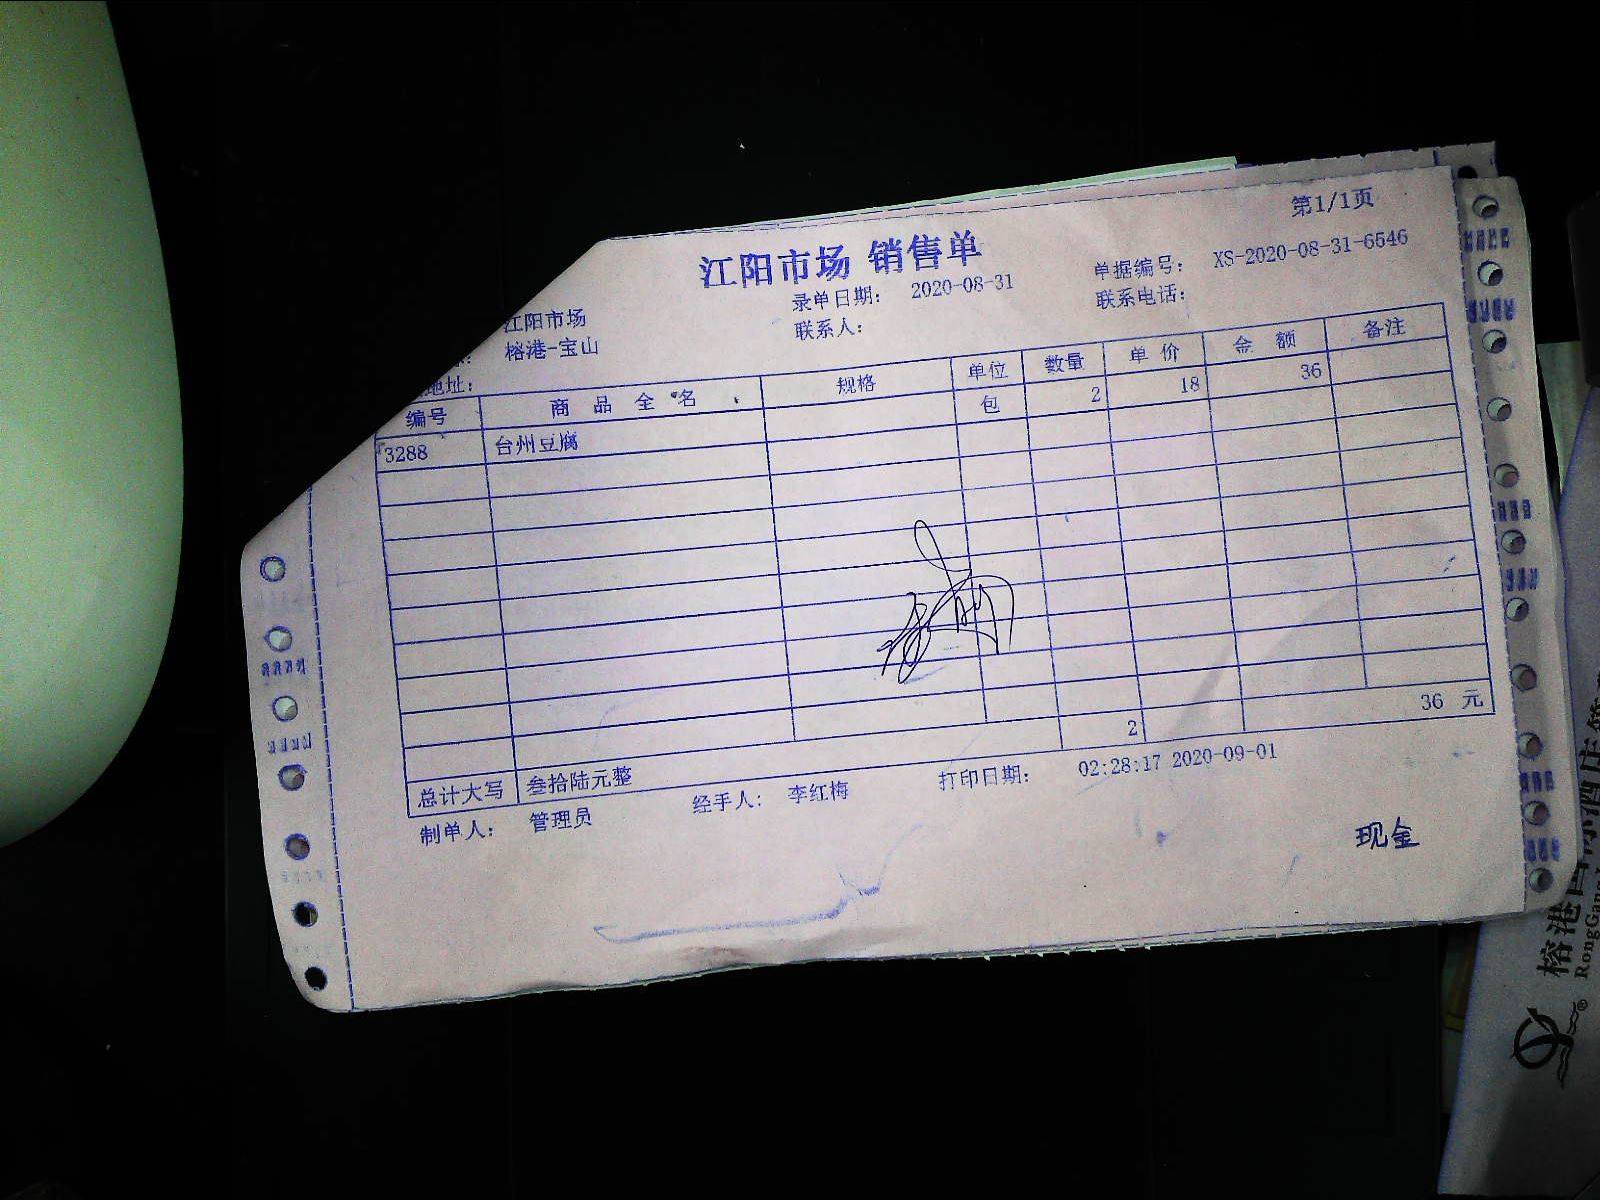 第1/1页
江阳市场 销售单
江阳市场 录单日期： 2020-08-31 单据编号： XS-2020-08-31-6546
榕港-宝山 联系人： 联系电话：
地址：
编号 商品全名 规格 单位 数量 单价 金额 备注
3288 台州豆腐 包 2 18 36
2 36 元
总计大写 叁拾陆元整
制单人： 管理员 经手人： 李红梅 打印日期： 02:28:17 2020-09-01
现金
榕港
RongGang